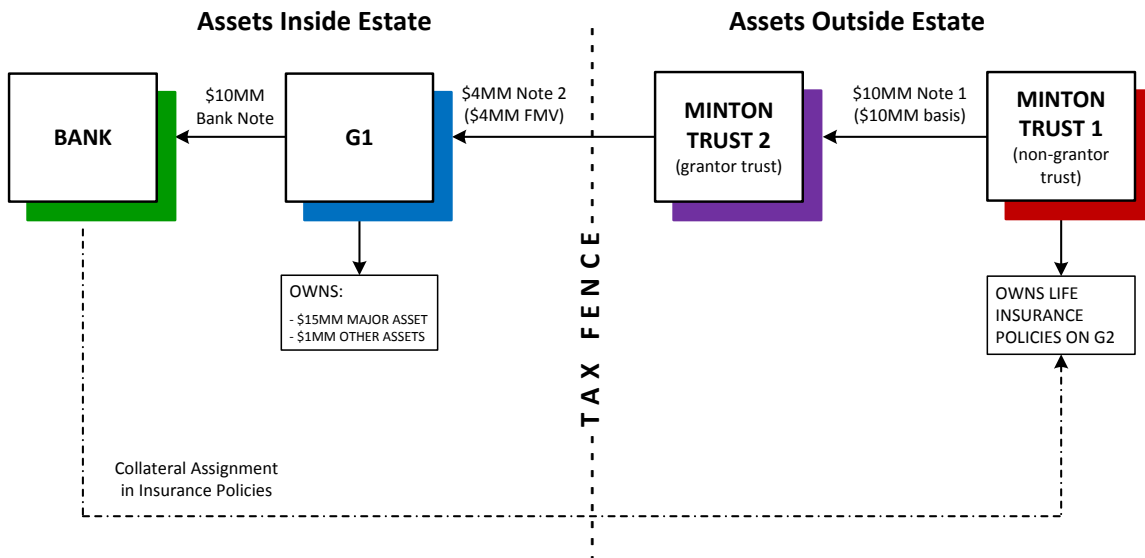 Assets Inside Estate
Assets Outside Estate
BANK
$10MM
Bank Note
G1
$4MM Note 2
($4MM FMV)
MINTON
TRUST 2
(grantor trust)
$10MM Note 1
($10MM basis)
MINTON
TRUST 1
(non-grantor
trust)
OWNS:
- $15MM MAJOR ASSET
- $1MM OTHER ASSETS
TAX FENCE
OWNS LIFE
INSURANCE
POLICIES ON G2
Collateral Assignment
in Insurance Policies